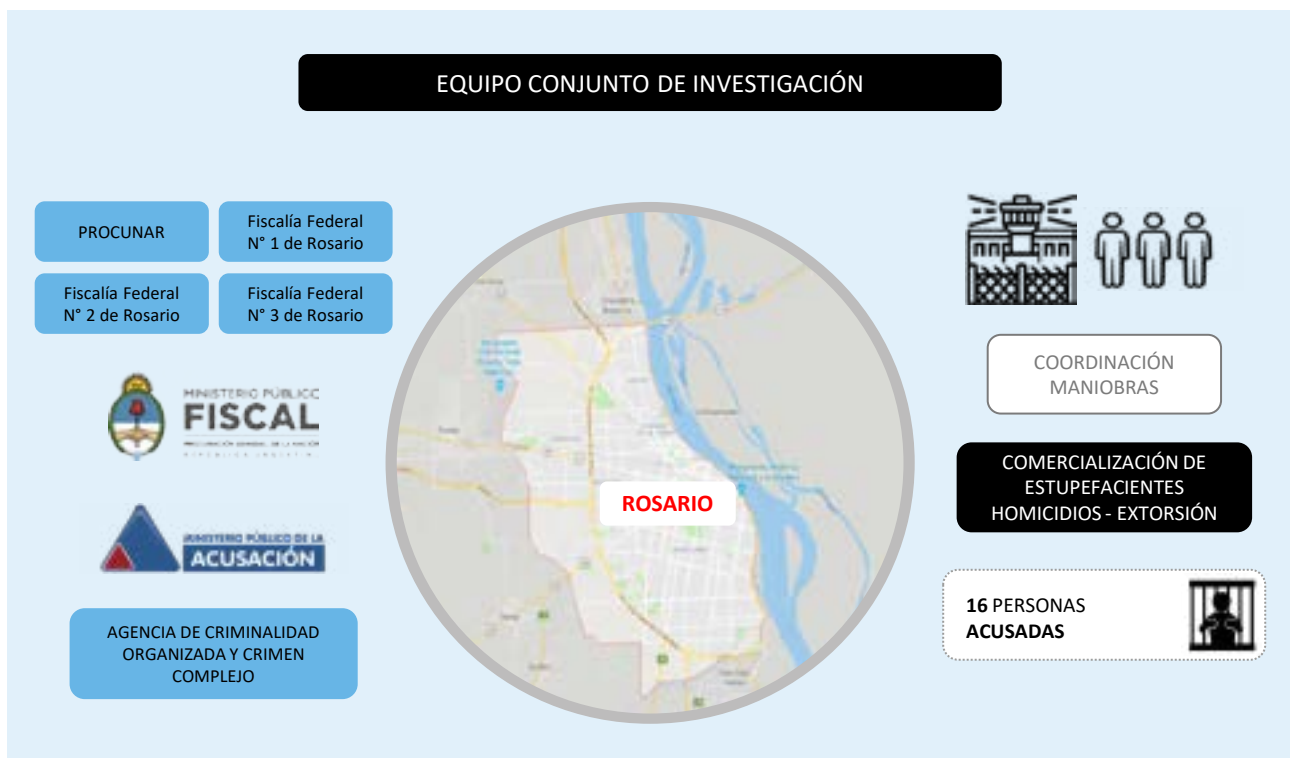 EQUIPO CONJUNTO DE INVESTIGACIÓN
PROCUNAR
Fiscalía Federal
N° 1 de Rosario
Fiscalía Federal
N° 2 de Rosario
Fiscalía Federal
N° 3 de Rosario
MINISTERIO PÚBLICO
FISCAL
PROCURACIÓN GENERAL DE LA NACIÓN
REPÚBLICA ARGENTINA
MINISTERIO PÚBLICO DE LA
ACUSACIÓN
AGENCIA DE CRIMINALIDAD
ORGANIZADA Y CRIMEN
COMPLEJO
ROSARIO
COORDINACIÓN
MANIOBRAS
COMERCIALIZACIÓN DE
ESTUPEFACIENTES
HOMICIDIOS - EXTORSIÓN
16 PERSONAS
ACUSADAS